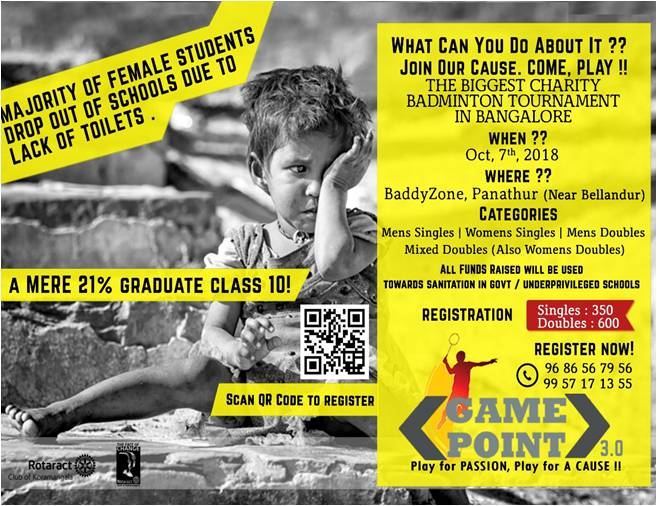 MAJORITY OF FEMALE STUDENTS
DROP OUT OF SCHOOLS DUE TO
LACK OF TOILETS .
A MERE 21% GRADUATE CLASS 10!
SCAN QR CODE TO REGISTER
Rotaract
Club of Koramangala
THE FACE OF
CHANGE
WHAT CAN YOU DO ABOUT IT ??
JOIN OUR CAUSE. COME, PLAY !!
THE BIGGEST CHARITY
BADMINTON TOURNAMENT
IN BANGALORE
WHEN ??
Oct, 7th, 2018
WHERE ??
BaddyZone, Panathur (Near Bellandur)
CATEGORIES
Mens Singles | Womens Singles | Mens Doubles
Mixed Doubles (Also Womens Doubles)
ALL FUNDS RAISED WILL BE USED
TOWARDS SANITATION IN GOVT / UNDERPRIVILEGED SCHOOLS
REGISTRATION
Singles : 350
Doubles : 600
REGISTER NOW!
96 86 56 79 56
99 57 17 13 55
GAME
POINT
3.0
Play for PASSION, Play for A CAUSE !!